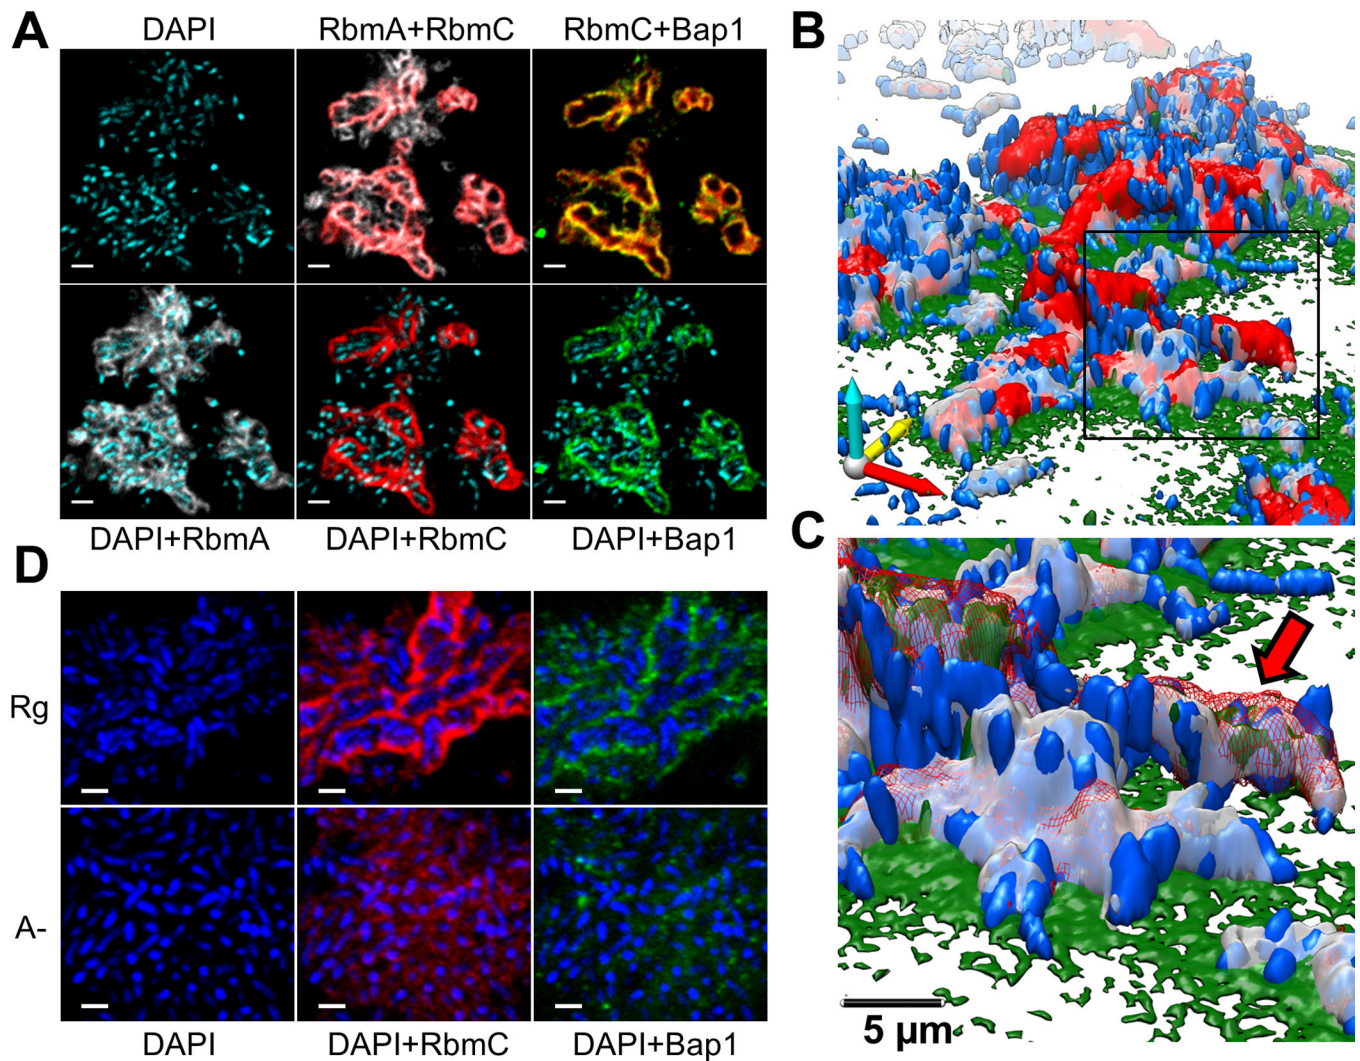 A
DAPI
RbmA+RbmC
RbmC+Bap1
DAPI+RbmA
DAPI+RbmC
DAPI+Bap1
B
C
5 µm
D
Rg
A-
DAPI
DAPI+RbmC
DAPI+Bap1